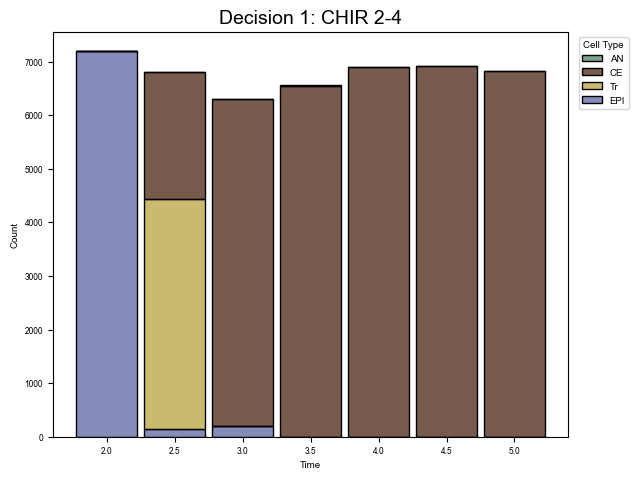 Decision 1: CHIR 2-4
Cell Type
AN
CE
Tr
EPI
7000
6000
5000
4000
3000
2000
1000
0
Count
2.0 2.5 3.0 3.5 4.0 4.5 5.0
Time